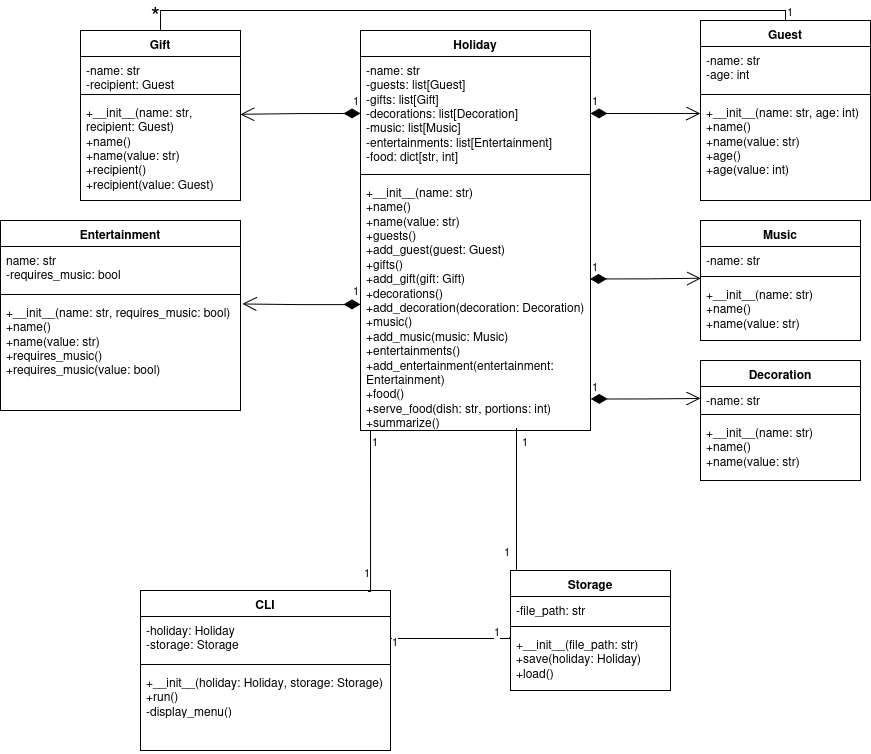 *
1
Gift
-name: str
-recipient: Guest
+__init__(name: str,
recipient: Guest)
+name()
+name(value: str)
+recipient()
+recipient(value: Guest)
1
Holiday
-name: str
-guests: list[Guest]
-gifts: list[Gift]
-decorations: list[Decoration]
-music: list[Music]
-entertainments: list[Entertainment]
-food: dict[str, int]
+__init__(name: str)
+name()
+name(value: str)
+guests()
+add_guest(guest: Guest)
+gifts()
+add_gift(gift: Gift)
+decorations()
+add_decoration(decoration: Decoration)
+music()
+add_music(music: Music)
+entertainments()
+add_entertainment(entertainment:
Entertainment)
+food()
+serve_food(dish: str, portions: int)
+summarize()
1
Guest
-name: str
-age: int
+__init__(name: str, age: int)
+name()
+name(value: str)
+age()
+age(value: int)
Entertainment
name: str
-requires_music: bool
+__init__(name: str, requires_music: bool)
+name()
+name(value: str)
+requires_music()
+requires_music(value: bool)
1
1
Music
-name: str
+__init__(name: str)
+name()
+name(value: str)
1
Decoration
-name: str
+__init__(name: str)
+name()
+name(value: str)
1
1
1
1
CLI
-holiday: Holiday
-storage: Storage
+__init__(holiday: Holiday, storage: Storage)
+run()
-display_menu()
1
1
Storage
-file_path: str
+__init__(file_path: str)
+save(holiday: Holiday)
+load()